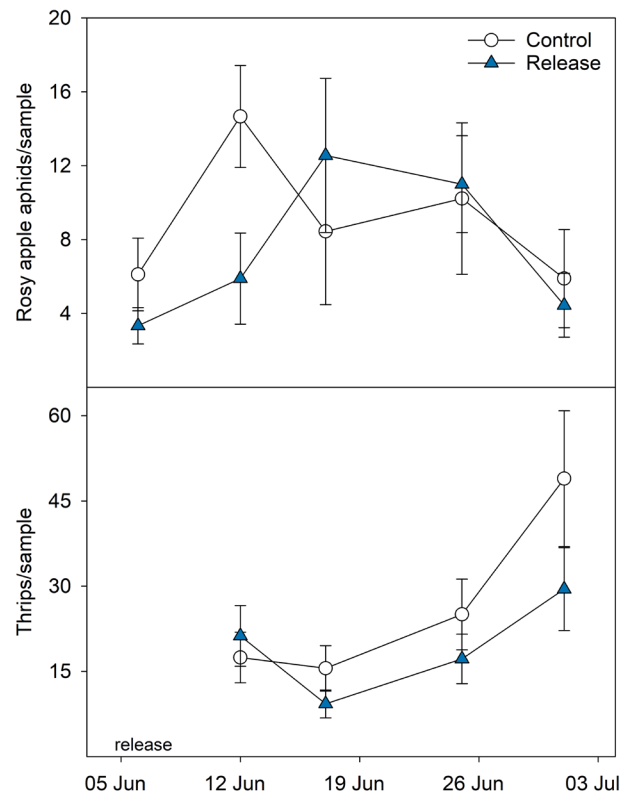 20
Control
Release
16
12
8
4
Rosy apple aphids/sample
60
45
30
15
Thrips/sample
release
05 Jun 12 Jun 19 Jun 26 Jun 03 Jul